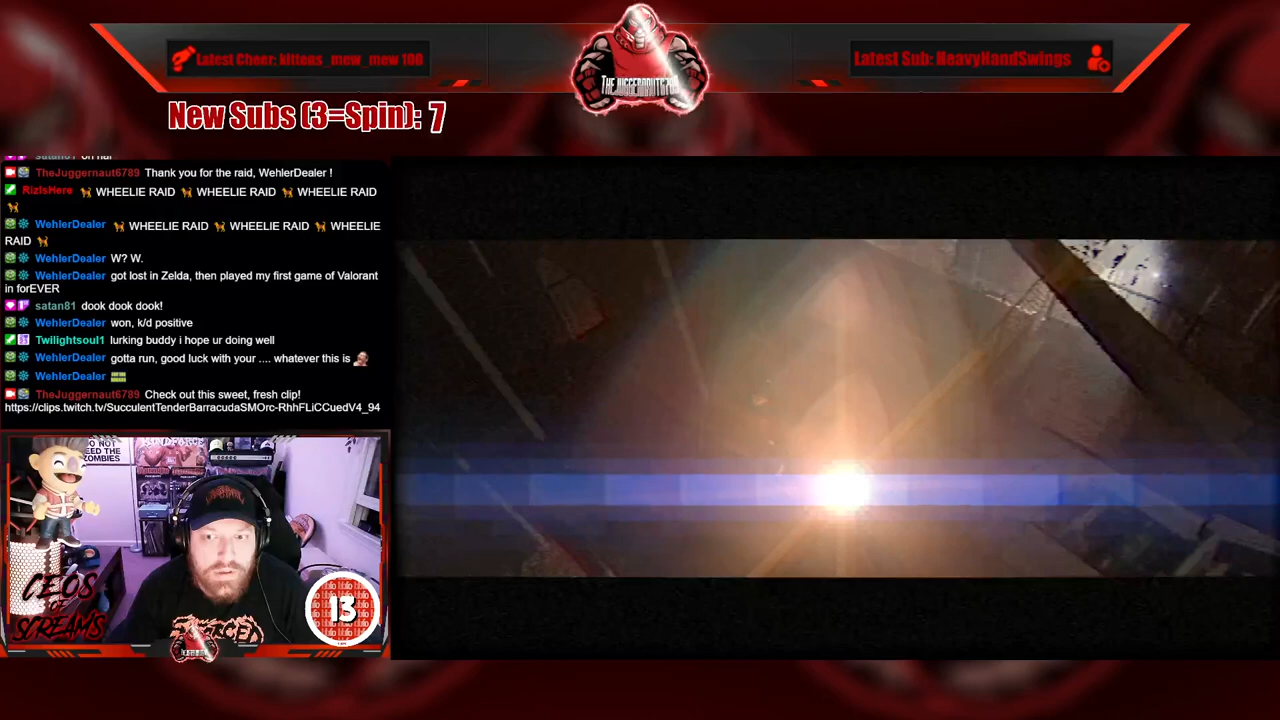 Latest Cheer: kittens_mew_mew 100
THEJUGGERNAUT6789
Latest Sub: HeavyHandSwings
New Subs (3=Spin): 7
TheJuggernaut6789 Thank you for the raid, WehlerDealer !
RizIsHere WHEELIE RAID WHEELIE RAID WHEELIE RAID
WehlerDealer WHEELIE RAID WHEELIE RAID WHEELIE
RAID
WehlerDealer W? W.
WehlerDealer got lost in Zelda, then played my first game of Valorant
in forEVER
satan81 dook dook dook!
WehlerDealer won, k/d positive
Twilightsoul1 lurking buddy i hope ur doing well
WehlerDealer gotta run, good luck with your .... whatever this is
WehlerDealer
TheJuggernaut6789 Check out this sweet, fresh clip!
https://clips.twitch.tv/SucculentTenderBarracudaSMOrc-RhhFLiCCuedV4_94
DO NOT
FEED THE
ZOMBIES
CEOS
OF
SCREAMS
13